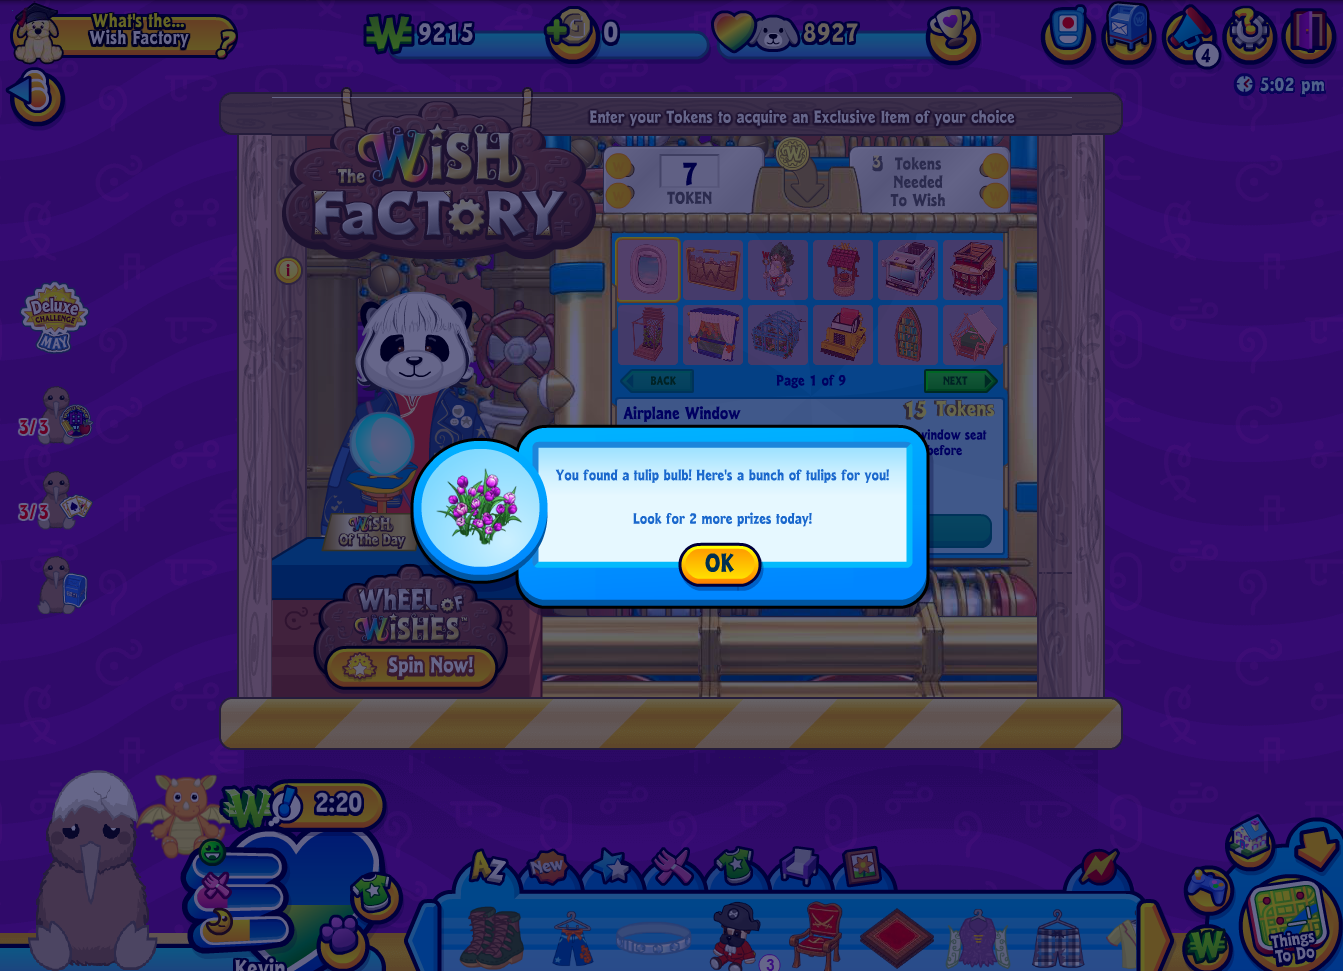 What's the...
Wish Factory
?
W 9215
0
8927
4
5:02 pm
Enter your Tokens to acquire an Exclusive Item of your choice
The
WiSH
FaCTORY
7
TOKEN
W
Tokens
Needed
To Wish
i
Deluxe
CHALLENGE
MAY
3/3
3/3
BACK
Page 1 of 9
NEXT
Airplane Window
15 Tokens
window seat
before
You found a tulip bulb! Here's a bunch of tulips for you!
Look for 2 more prizes today!
OK
WiSH
Of The Day
WHEEL OF
WiSHES™
Spin Now!
W
2:20
AZ
New
3
Kevin
W
Things
To Do